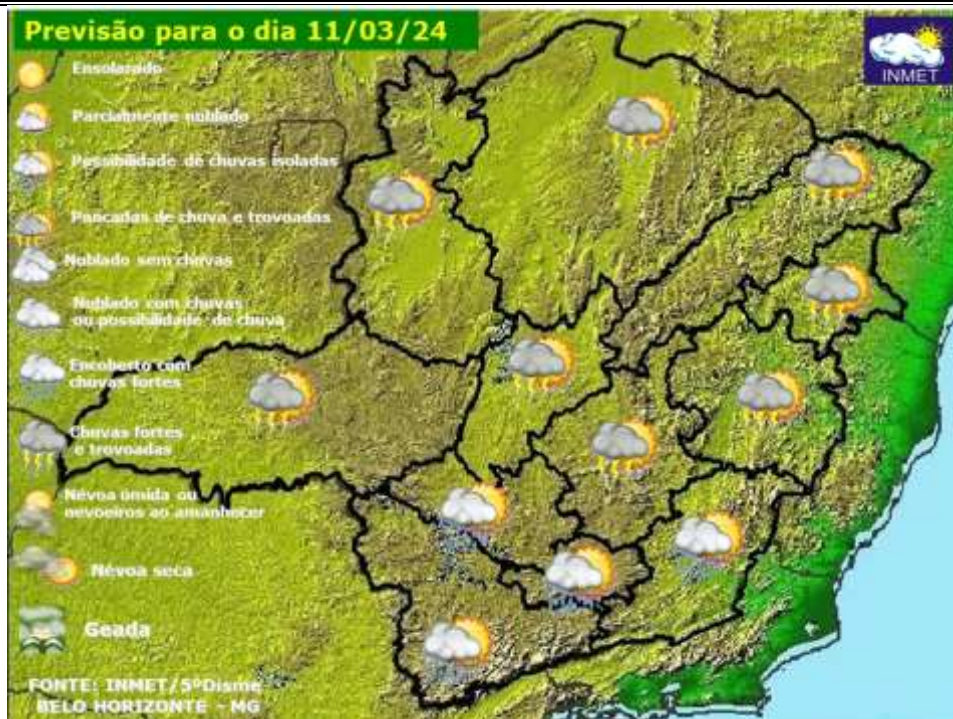 Previsão para o dia 11/03/24
INMET
Ensolarado
Parcialmente nublado
Possibilidade de chuvas isoladas
Pancadas de chuva e trovoadas
Nublado sem chuvas
Nublado com chuvas
ou possibilidade de chuva
Encoberto com
chuvas fortes
Chuvas fortes
e trovoadas
Névoa úmida ou
nevoeiros ao amanhecer
Névoa seca
Geada
FONTE: INMET/5ºDisme
BELO HORIZONTE - MG